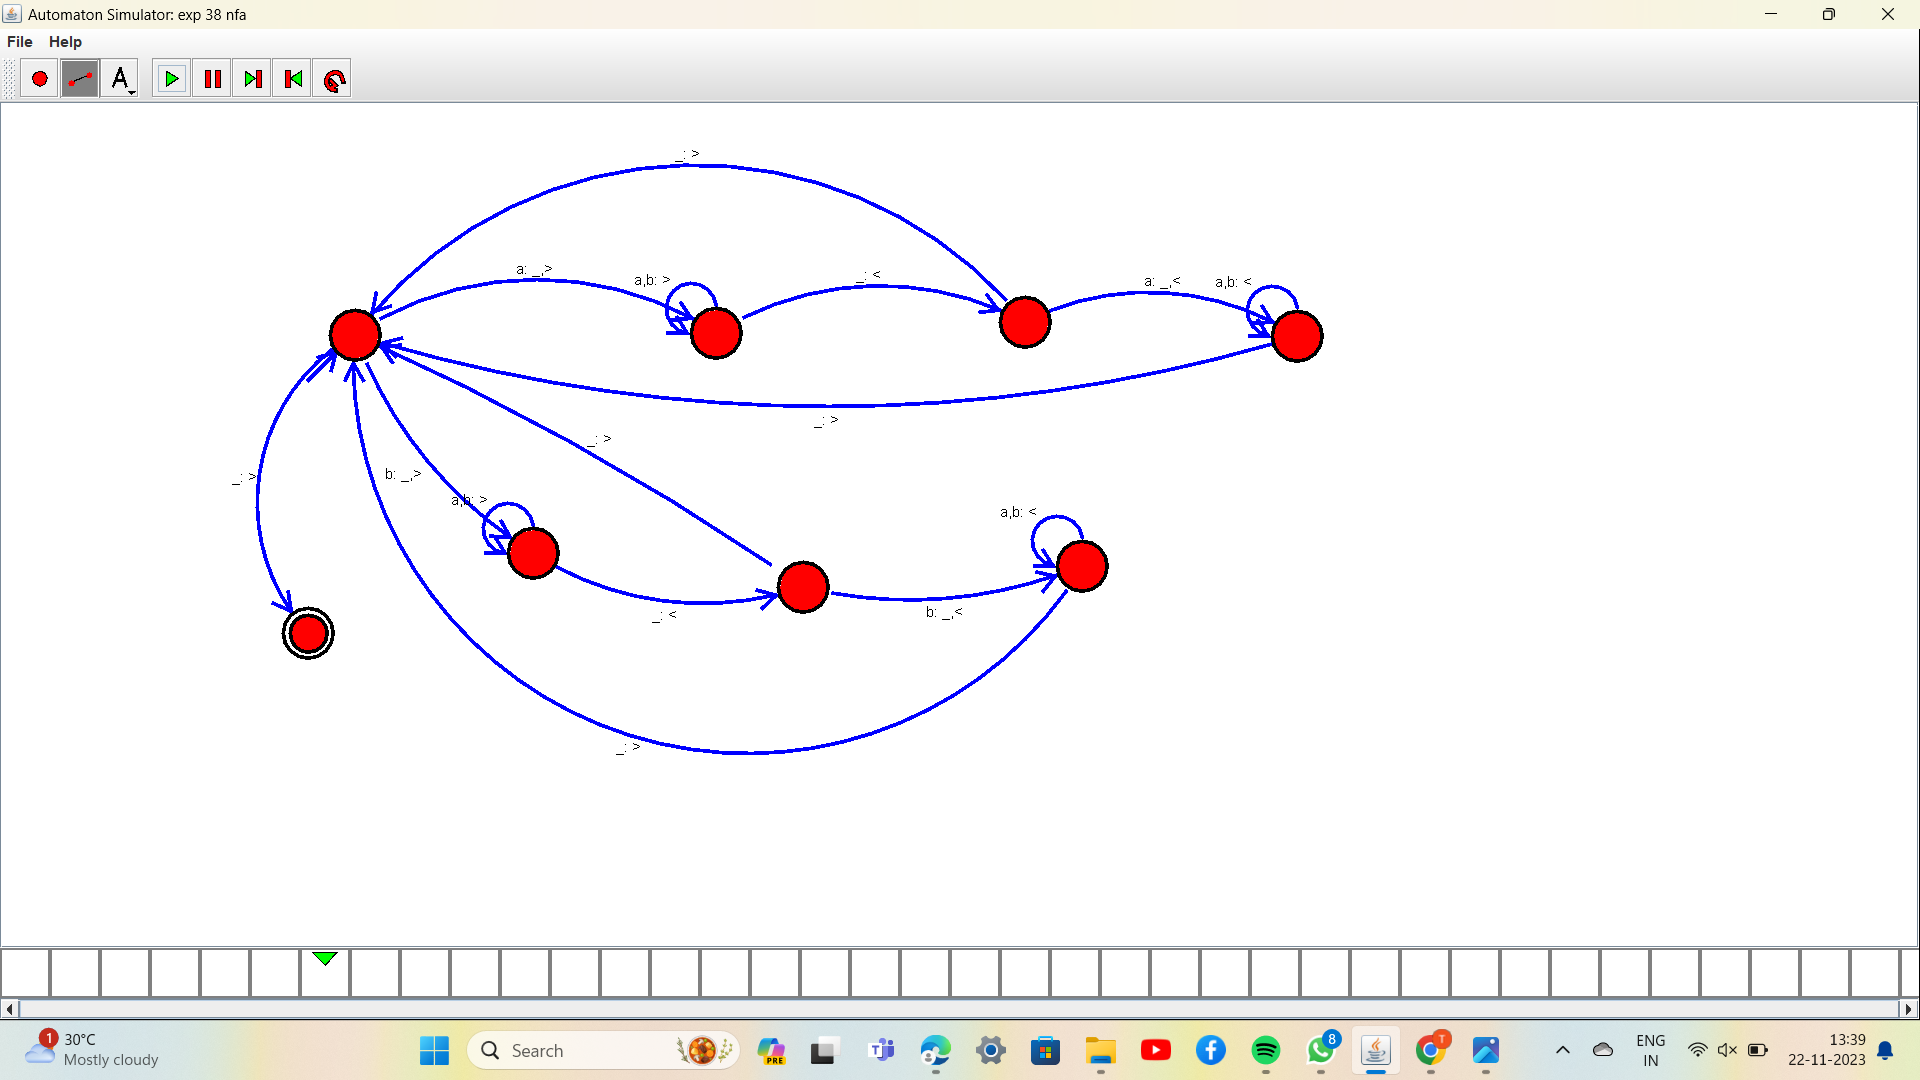 Automaton Simulator: exp 38 nfa
File Help
A
_: >
a: _,>
a,b: >
_: <
a: _,<
a,b: <
_: >
_: >
_: >
b: _,>
a,b: >
a,b: <
_: <
b: _,<
_: >
1
30°C
Mostly cloudy
Search
PRE
8
T
ENG
IN
13:39
22-11-2023